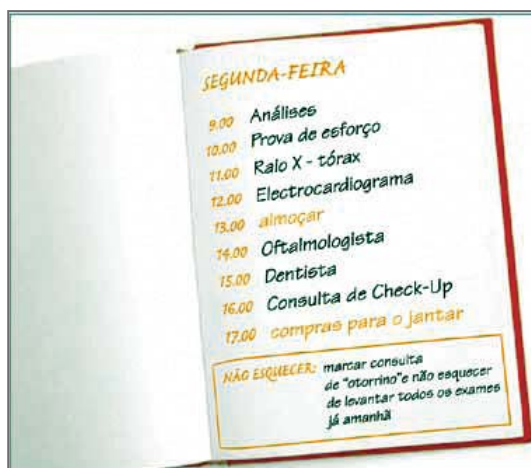 SEGUNDA-FEIRA
9.00 Análises
10.00 Prova de esforço
11.00 Raio X - tórax
12.00 Electrocardiograma
13.00 almoçar
14.00 Oftalmologista
15.00 Dentista
16.00 Consulta de Check-Up
17.00 compras para o jantar
NÃO ESQUECER: marcar consulta
de "otorrino"e não esquecer
de levantar todos os exames
já amanhã